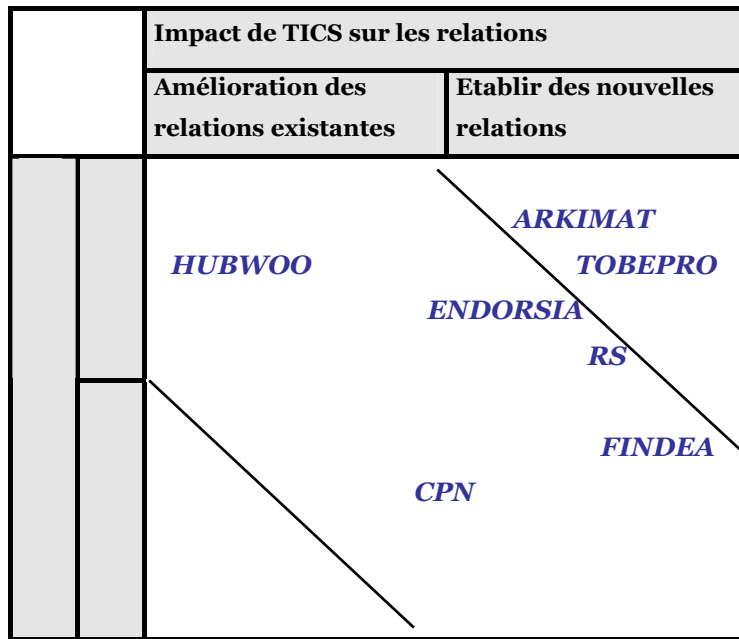 Impact de TICS sur les relations
Amélioration des
relations existantes
Etablir des nouvelles
relations
ARKIMAT
HUBWOO
TOBEPRO
ENDORSIA
RS
FINDEA
CPN